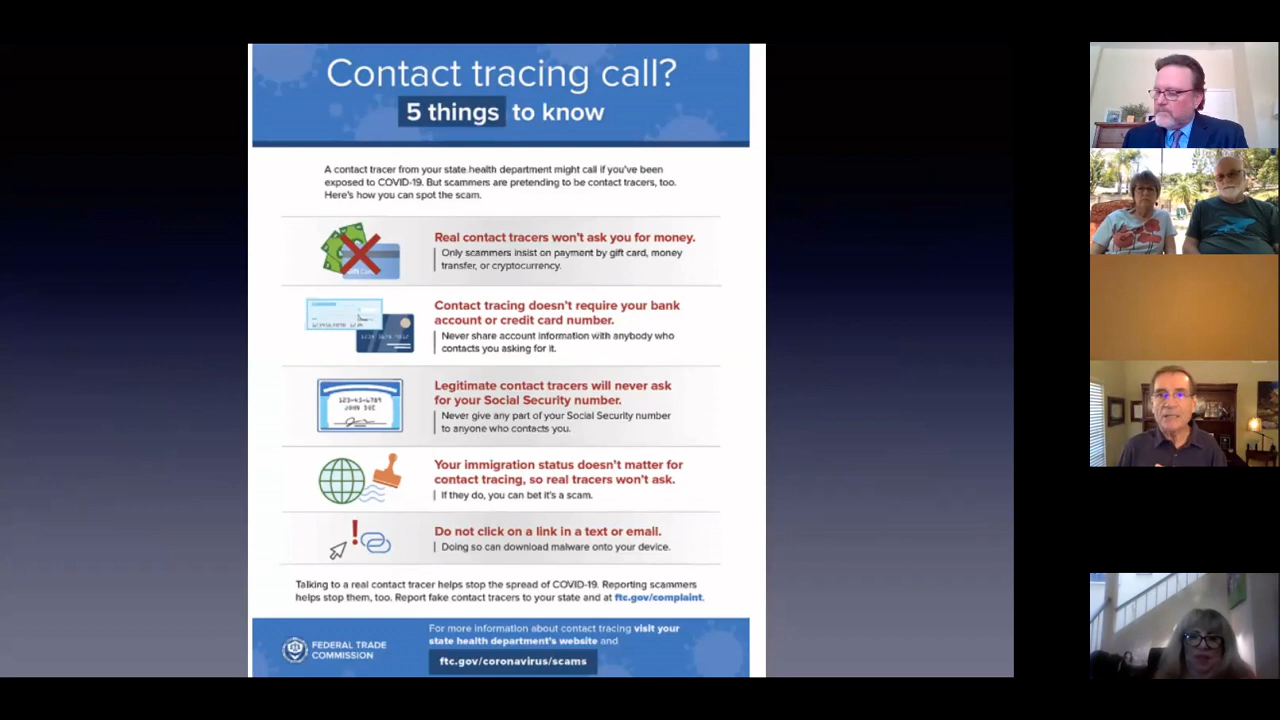 Contact tracing call?
5 things to know
A contact tracer from your state health department might call if you've been
exposed to COVID-19. But scammers are pretending to be contact tracers, too.
Here's how you can spot the scam.
Real contact tracers won't ask you for money.
Only scammers insist on payment by gift card, money
transfer, or cryptocurrency.
Contact tracing doesn't require your bank
account or credit card number.
Never share account information with anybody who
contacts you asking for it.
Legitimate contact tracers will never ask
for your Social Security number.
123-45-6789
JOHN DOE
Never give any part of your Social Security number
to anyone who contacts you.
Your immigration status doesn't matter for
contact tracing, so real tracers won't ask.
If they do, you can bet it's a scam.
Do not click on a link in a text or email.
Doing so can download malware onto your device.
Talking to a real contact tracer helps stop the spread of COVID-19. Reporting scammers
helps stop them, too. Report fake contact tracers to your state and at ftc.gov/complaint.
FEDERAL TRADE
COMMISSION
For more information about contact tracing visit your
state health department's website and
ftc.gov/coronavirus/scams